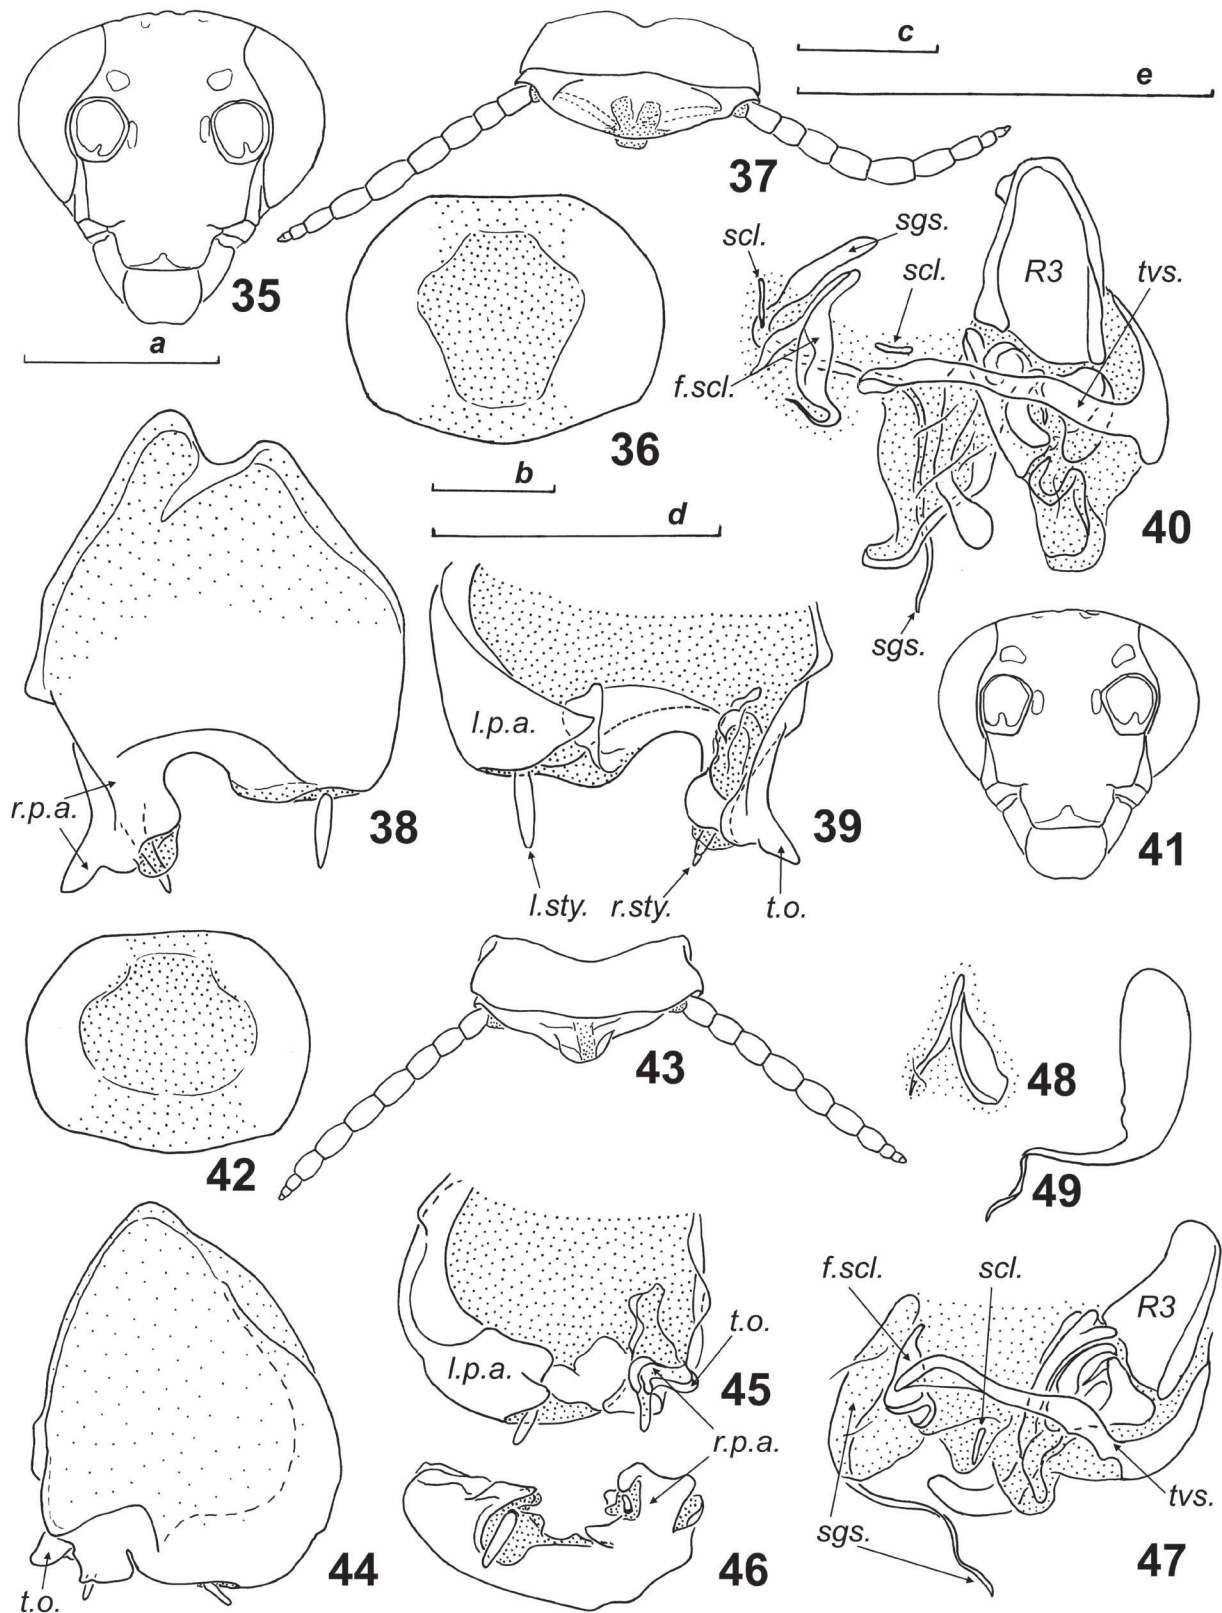 c
e
37
35
a
scl.
sgs.
scl.
R3
tvs.
f.scl.
36
b
d
40
sgs.
l.p.a.
r.p.a.
38
39
41
l.sty.
r.sty.
t.o.
42
43
48
49
l.p.a.
t.o.
45
r.p.a.
f.scl.
scl.
R3
tvs.
sgs.
44
46
47
t.o.